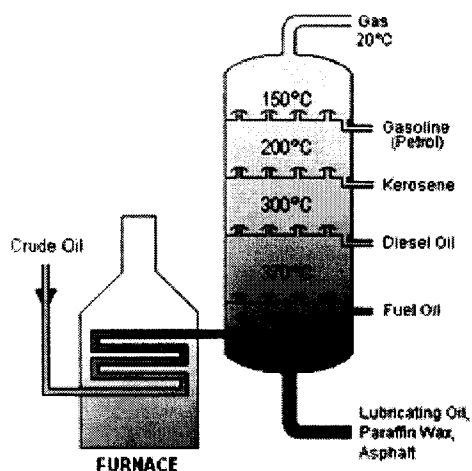 Gas
20°C
150°C
Gasoline
(Petrol)
200°C
Kerosene
300°C
Crude Oil
Diesel Oil
370°C
Fuel Oil
Lubricating Oil,
Paraffin Wax,
Asphalt
FURNACE